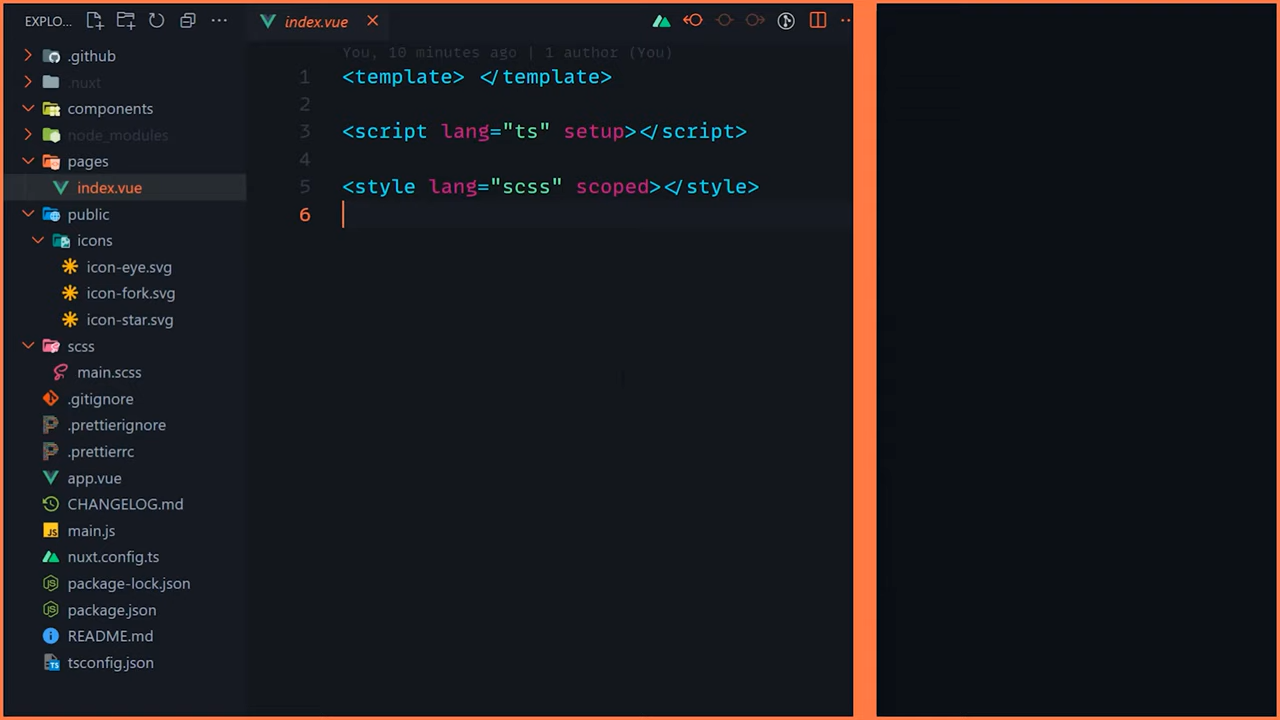 EXPLO...
index.vue
.github
.nuxt
components
node_modules
pages
index.vue
public
icons
icon-eye.svg
icon-fork.svg
icon-star.svg
scss
main.scss
.gitignore
.prettierignore
.prettierrc
app.vue
CHANGELOG.md
JS main.js
nuxt.config.ts
package-lock.json
package.json
README.md
TS tsconfig.json
You, 10 minutes ago | 1 author (You)
1 <template> </template>
2
3 <script lang="ts" setup></script>
4
5 <style lang="scss" scoped></style>
6